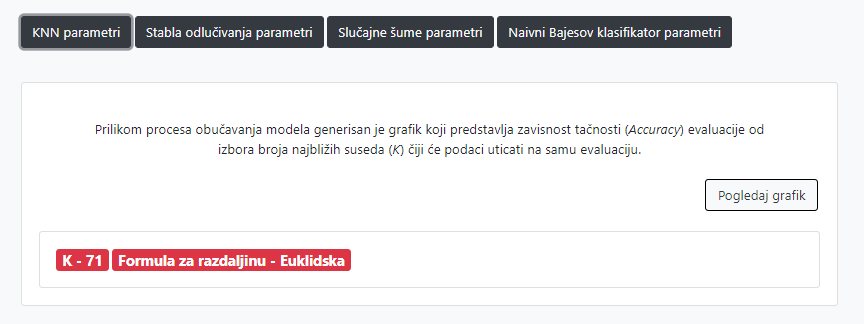 KNN parametri
Stabla odlučivanja parametri
Slučajne šume parametri
Naivni Bajesov klasifikator parametri
Prilikom procesa obučavanja modela generisan je grafik koji predstavlja zavisnost tačnosti (Accuracy) evaluacije od
izbora broja najbližih suseda (K) čiji će podaci uticati na samu evaluaciju.
Pogledaj grafik
K - 71 Formula za razdaljinu - Euklidska